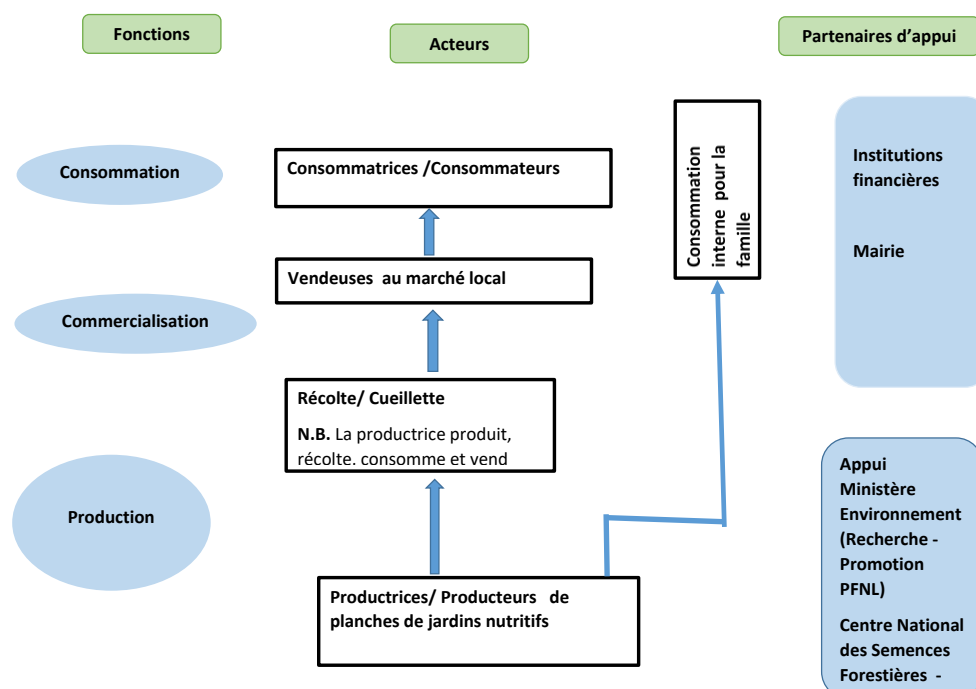 Fonctions
Acteurs
Partenaires d'appui
Consommation
Consommatrices /Consommateurs
Consommation
interne pour la
famille
Institutions
financières
Mairie
Vendeuses au marché local
Commercialisation
Récolte/ Cueillette
N.B. La productrice produit,
récolte. consomme et vend
Production
Appui
Ministère
Environnement
(Recherche -
Promotion
PFNL)
Centre National
des Semences
Forestières -
Productrices/ Producteurs de
planches de jardins nutritifs